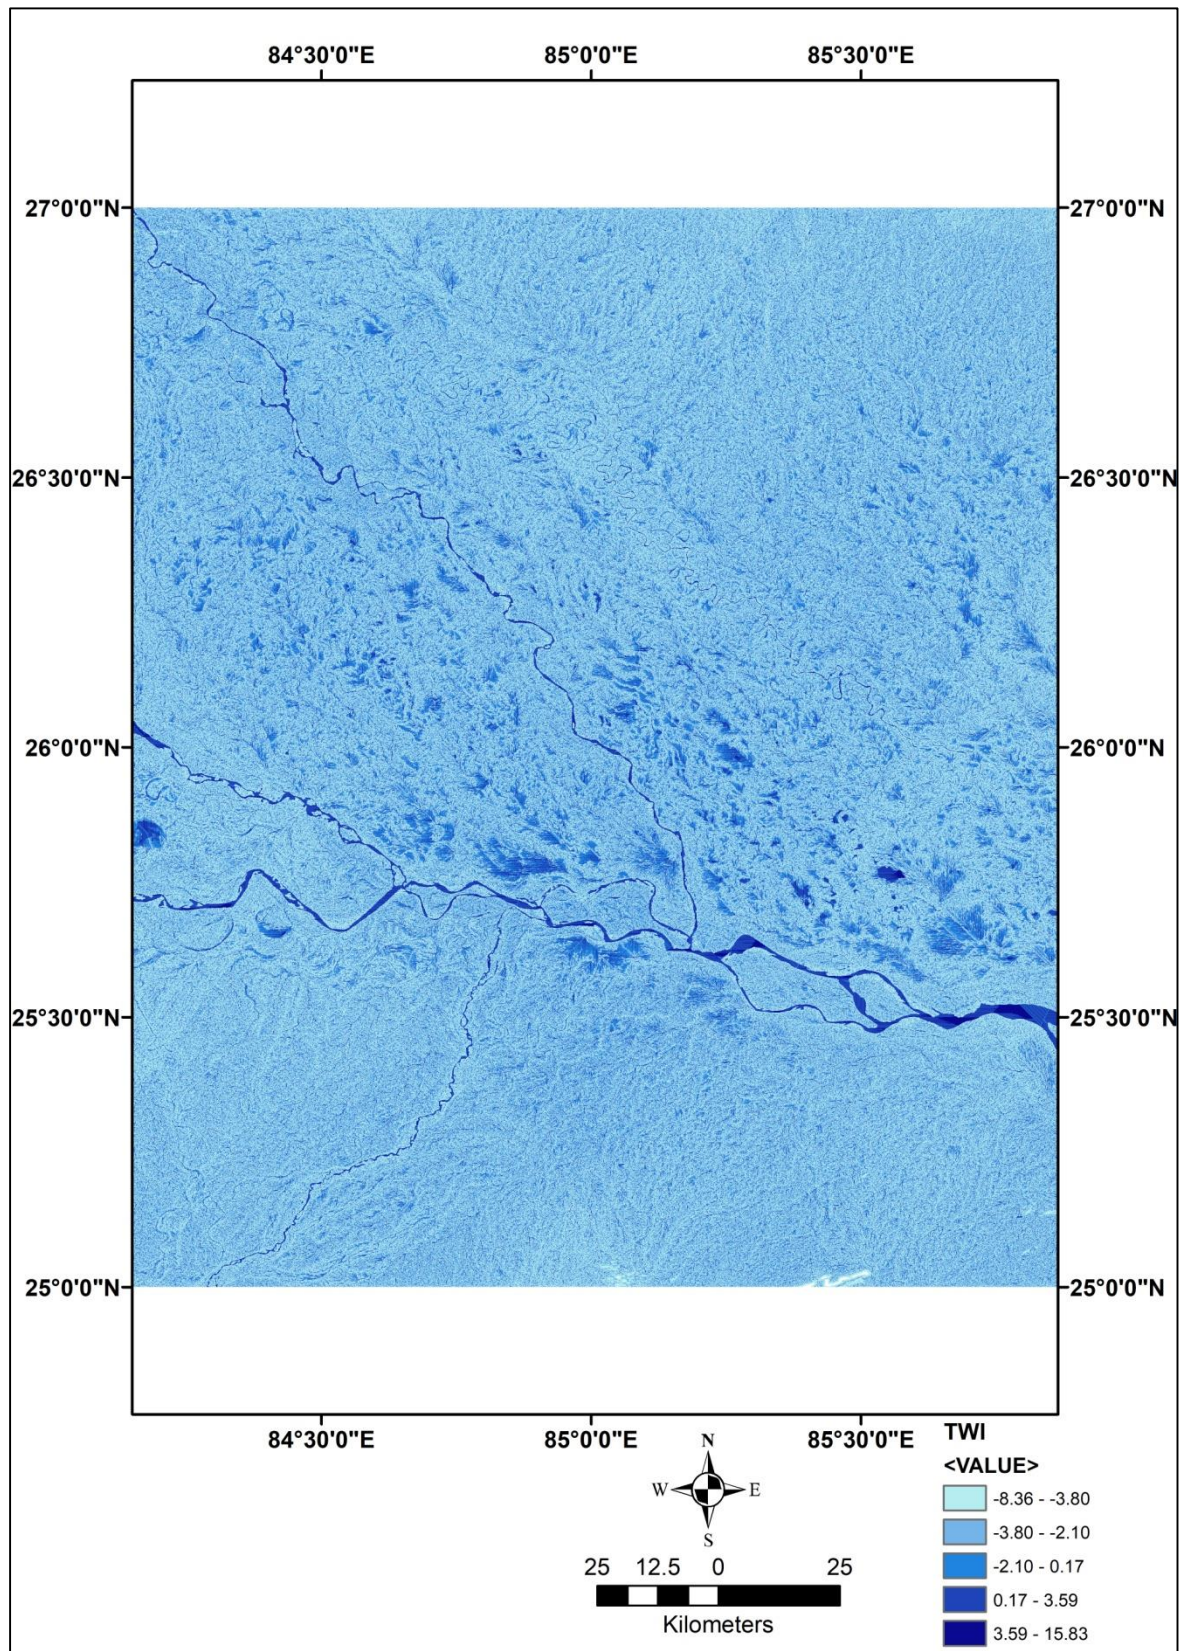 84°30'0"E 85°0'0"E 85°30'0"E
27°0'0"N 27°0'0"N
26°30'0"N 26°30'0"N
26°0'0"N 26°0'0"N
25°30'0"N 25°30'0"N
25°0'0"N 25°0'0"N
84°30'0"E 85°0'0"E 85°30'0"E
N
W E
S
25 12.5 0 25
Kilometers
TWI
<VALUE>
-8.36 - -3.80
-3.80 - -2.10
-2.10 - 0.17
0.17 - 3.59
3.59 - 15.83